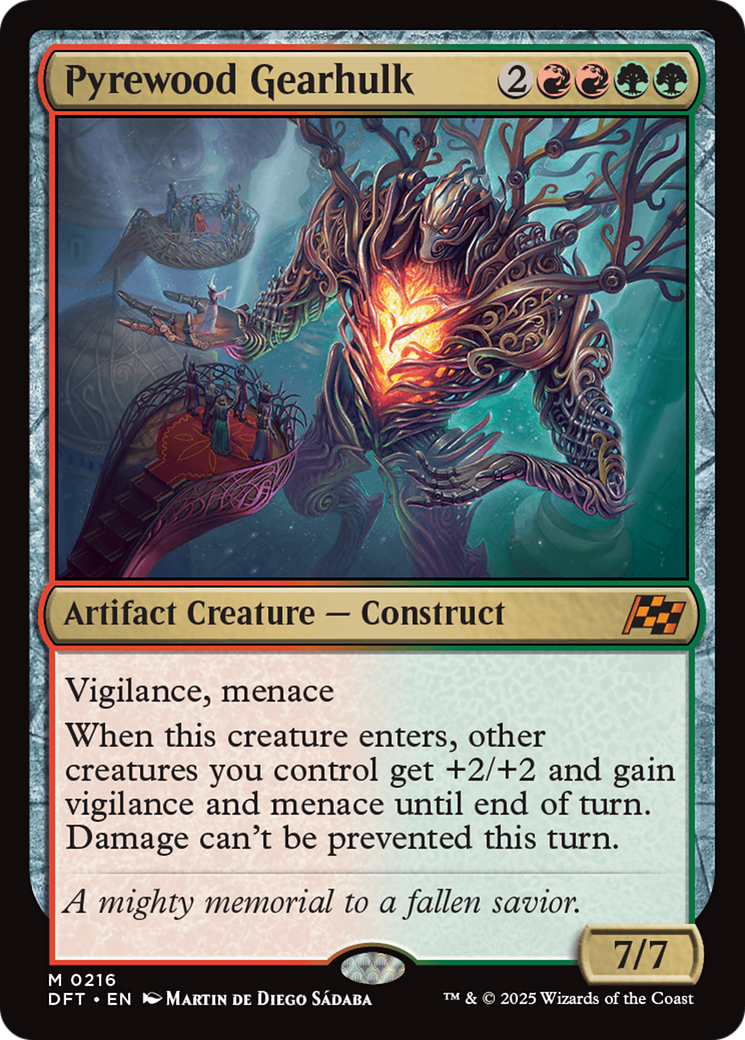 Pyrewood Gearhulk 2
Artifact Creature — Construct
Vigilance, menace
When this creature enters, other
creatures you control get +2/+2 and gain
vigilance and menace until end of turn.
Damage can't be prevented this turn.
A mighty memorial to a fallen savior.
7/7
M 0216
DFT • EN Martin de Diego Sádaba
™ & © 2025 Wizards of the Coast